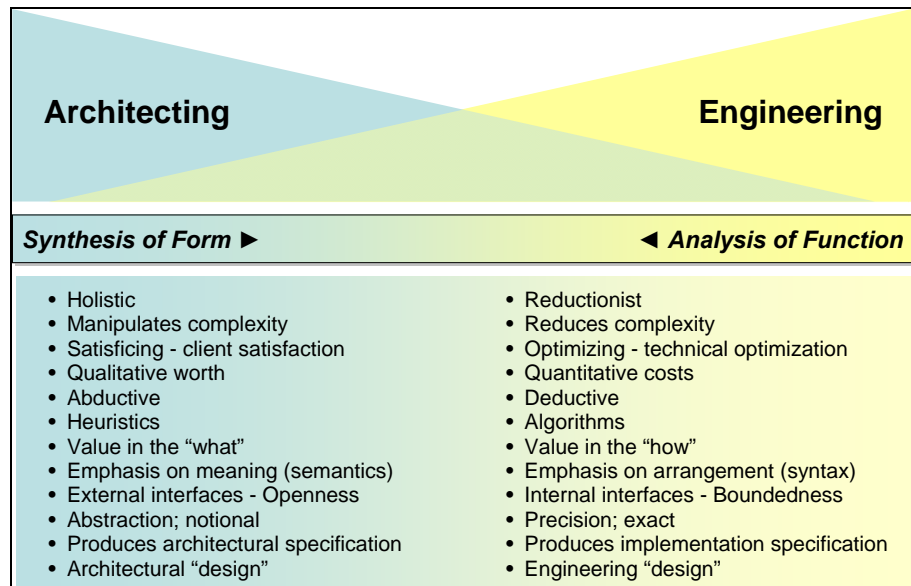 Architecting
Engineering
Synthesis of Form ►
◄ Analysis of Function
• Holistic
• Manipulates complexity
• Satisficing - client satisfaction
• Qualitative worth
• Abductive
• Heuristics
• Value in the “what”
• Emphasis on meaning (semantics)
• External interfaces - Openness
• Abstraction; notional
• Produces architectural specification
• Architectural “design”
• Reductionist
• Reduces complexity
• Optimizing - technical optimization
• Quantitative costs
• Deductive
• Algorithms
• Value in the “how”
• Emphasis on arrangement (syntax)
• Internal interfaces - Boundedness
• Precision; exact
• Produces implementation specification
• Engineering “design”